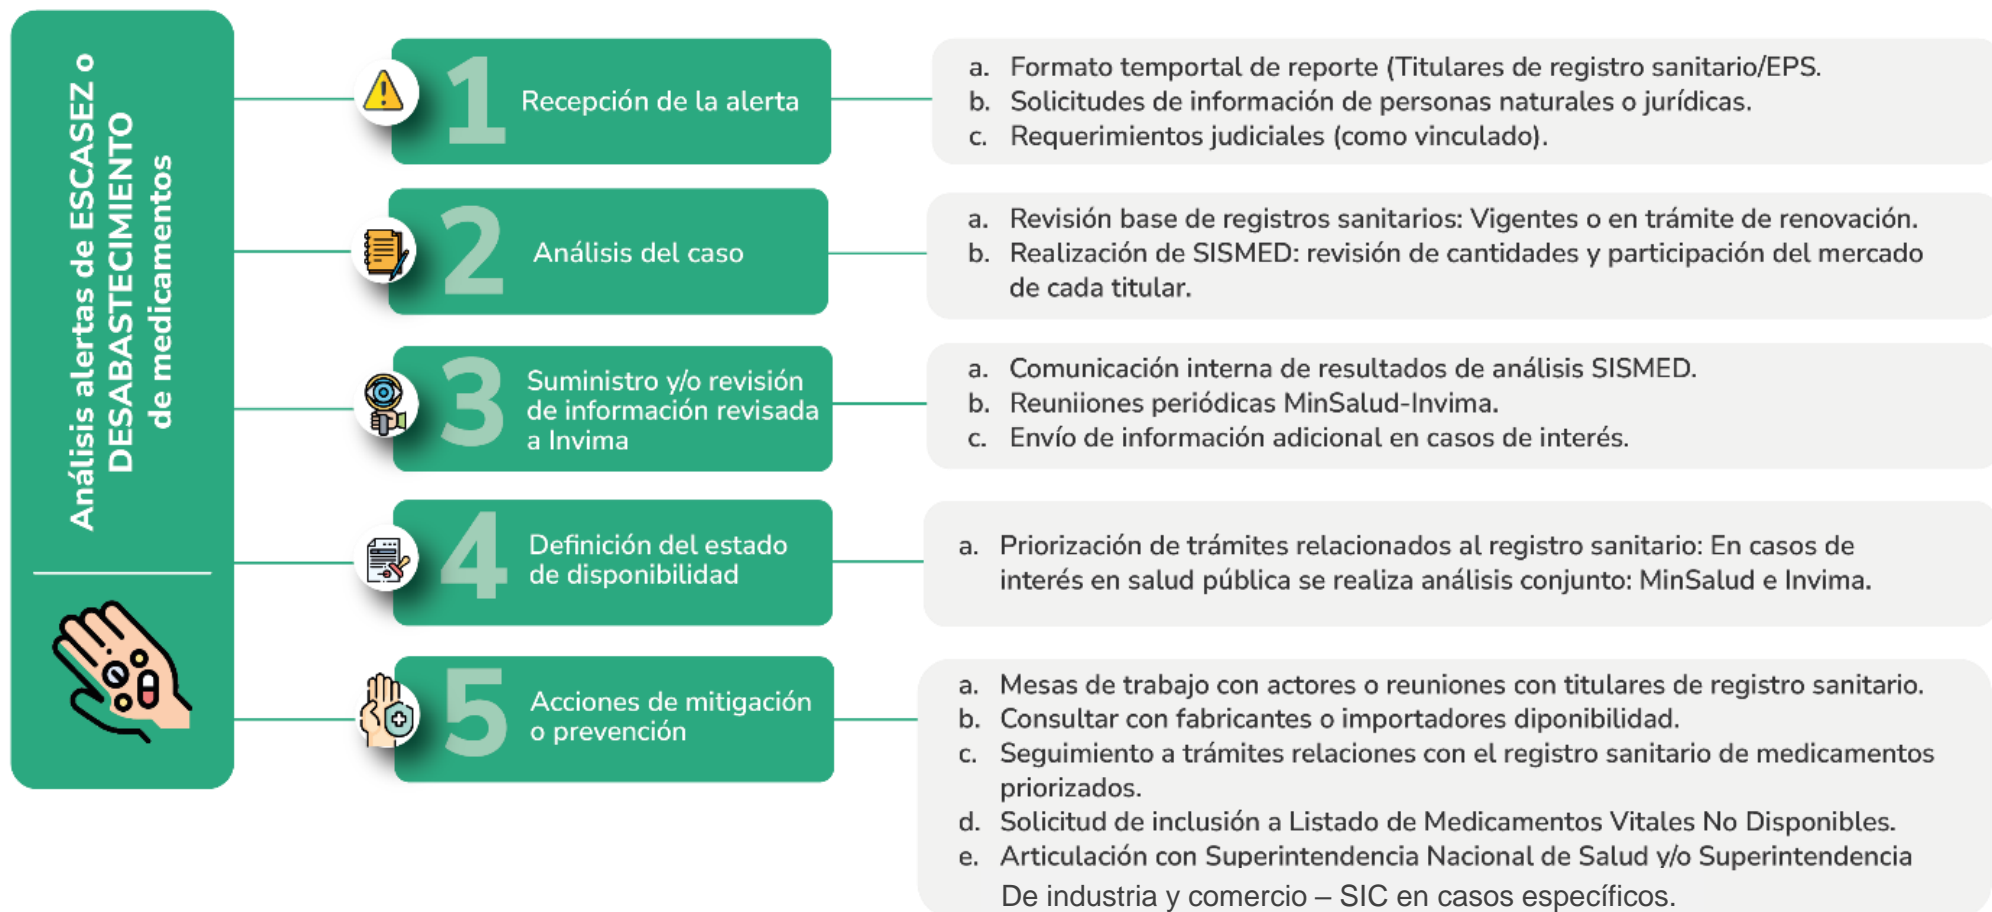 Análisis alertas de ESCASEZ o
DESABASTECIMIENTO
de medicamentos
1
Recepción de la alerta
a. Formato temportal de reporte (Titulares de registro sanitario/EPS.
b. Solicitudes de información de personas naturales o jurídicas.
c. Requerimientos judiciales (como vinculado).
2
Análisis del caso
a. Revisión base de registros sanitarios: Vigentes o en trámite de renovación.
b. Realización de SISMED: revisión de cantidades y participación del mercado
de cada titular.
3
Suministro y/o revisión
de información revisada
a Invima
a. Comunicación interna de resultados de análisis SISMED.
b. Reuniiones periódicas MinSalud-Invima.
c. Envío de información adicional en casos de interés.
4
Definición del estado
de disponibilidad
a. Priorización de trámites relacionados al registro sanitario: En casos de
interés en salud pública se realiza análisis conjunto: MinSalud e Invima.
5
Acciones de mitigación
o prevención
a. Mesas de trabajo con actores o reuniones con titulares de registro sanitario.
b. Consultar con fabricantes o importadores diponibilidad.
c. Seguimiento a trámites relaciones con el registro sanitario de medicamentos
priorizados.
d. Solicitud de inclusión a Listado de Medicamentos Vitales No Disponibles.
e. Articulación con Superintendencia Nacional de Salud y/o Superintendencia
De industria y comercio – SIC en casos específicos.